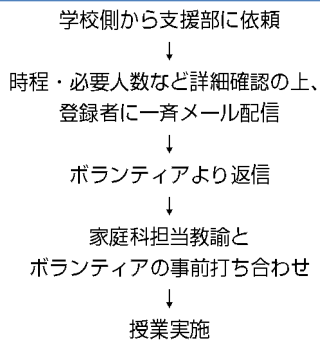 学校側から支援部に依頼
↓
時程・必要人数など詳細確認の上、
登録者に一斉メール配信
↓
ボランティアより返信
↓
家庭科担当教諭と
ボランティアの事前打ち合わせ
↓
授業実施